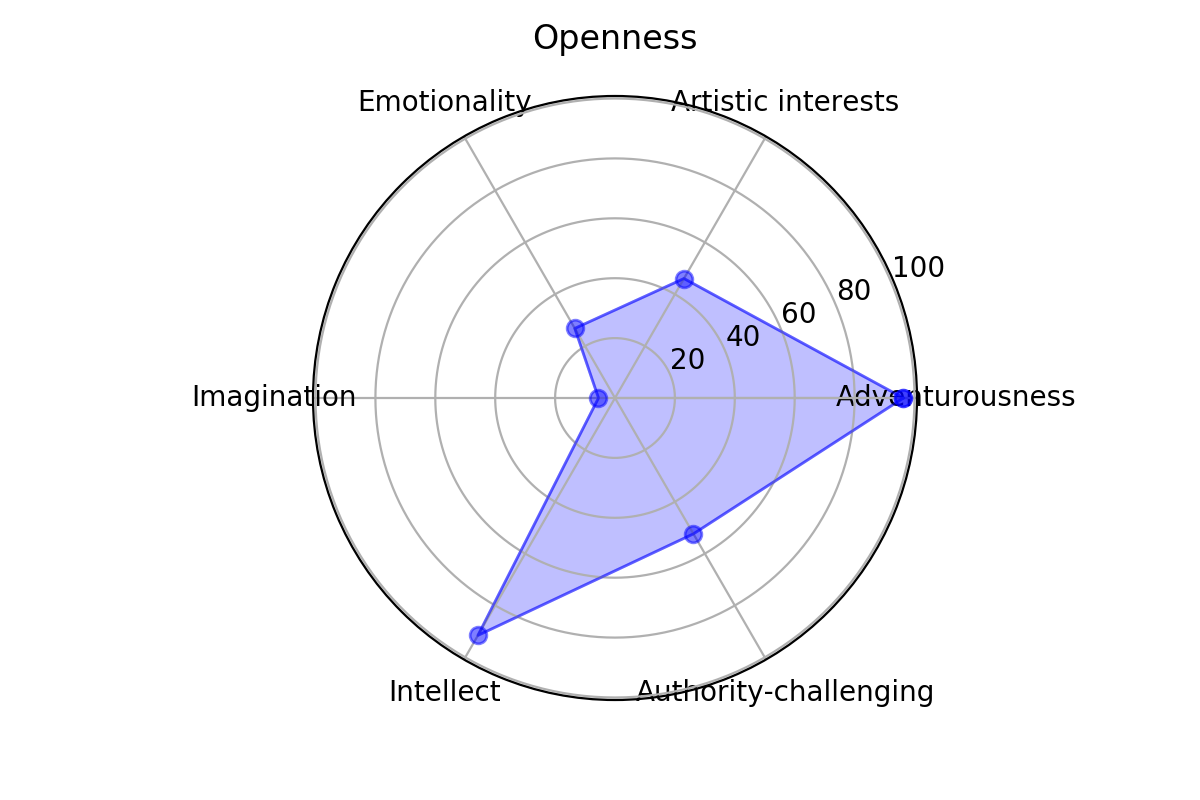 Openness
Emotionality
Artistic interests
100
80
60
40
20
Imagination
Adventurousness
Intellect
Authority-challenging